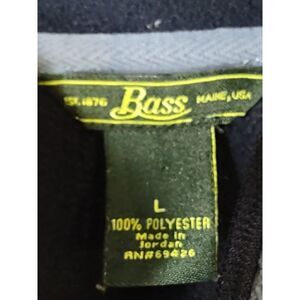 EST. 1876 Bass MAINE, USA
L
100% POLYESTER
Made in
Jordan
RN#69426